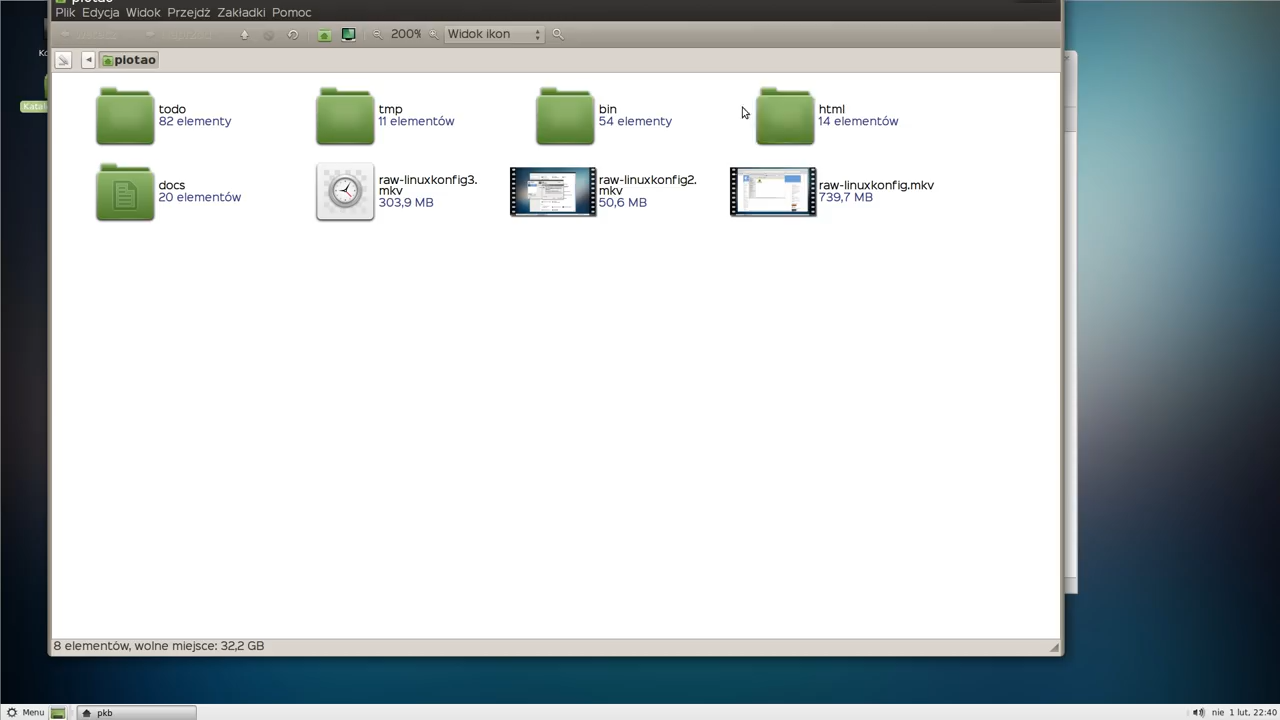 piotao
Plik Edycja Widok Przejdź Zakładki Pomoc
200% Widok ikon
piotao
todo
82 elementy
tmp
11 elementów
bin
54 elementy
html
14 elementów
docs
20 elementów
raw-linuxkonfig3.
mkv
303,9 MB
raw-linuxkonfig2.
mkv
50,6 MB
raw-linuxkonfig.mkv
739,7 MB
8 elementów, wolne miejsce: 32,2 GB
Menu pkb nie 1 lut, 22:40